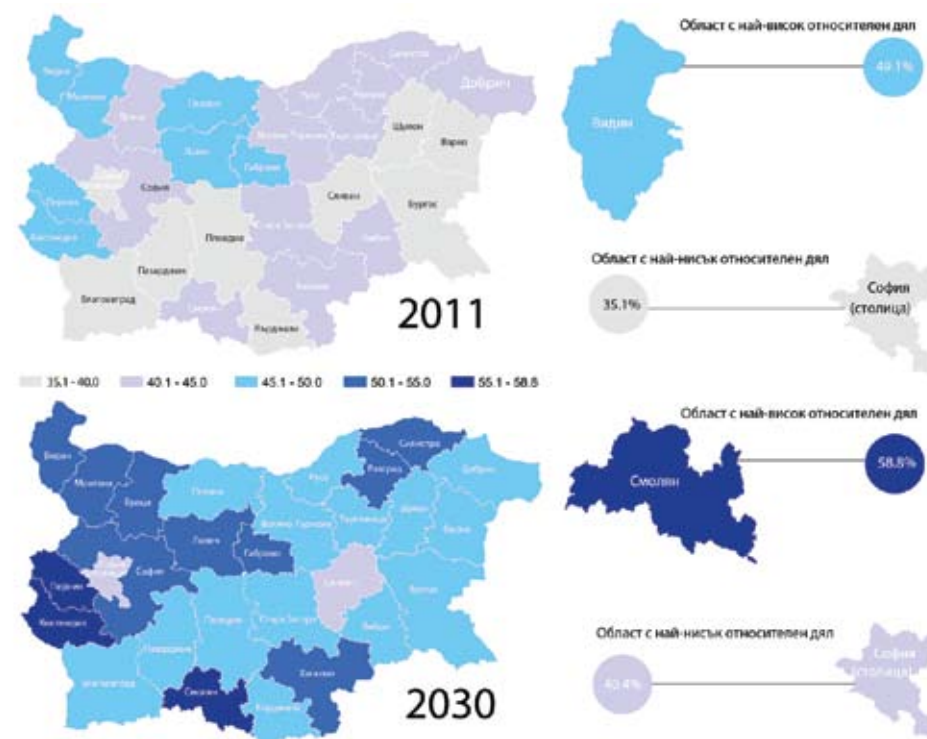 Област с най-висок относителен дял
49.1%
Видин
Видин
Монтана
Враца
Плевен
Ловеч
Габрово
Русе
Силистра
Добрич
Шумен
Варна
Перник
Кюстендил
София
Пловдив
Пазарджик
Благоевград
Смолян
Кърджали
Стара Загора
Сливен
Бургас
Област с най-нисък относителен дял
35.1%
София
(столица)
2011
35.1 - 40.0
40.1 - 45.0
45.1 - 50.0
50.1 - 55.0
55.1 - 58.8
Област с най-висок относителен дял
58.8%
Смолян
Видин
Монтана
Враца
Плевен
Ловеч
Габрово
Русе
Силистра
Разград
Добрич
Велико Търново
Търговище
Шумен
Варна
Перник
Кюстендил
София
Пловдив
Пазарджик
Благоевград
Стара Загора
Сливен
Бургас
Ямбол
Хасково
Смолян
Кърджали
Област с най-нисък относителен дял
40.4%
София
(столица)
2030